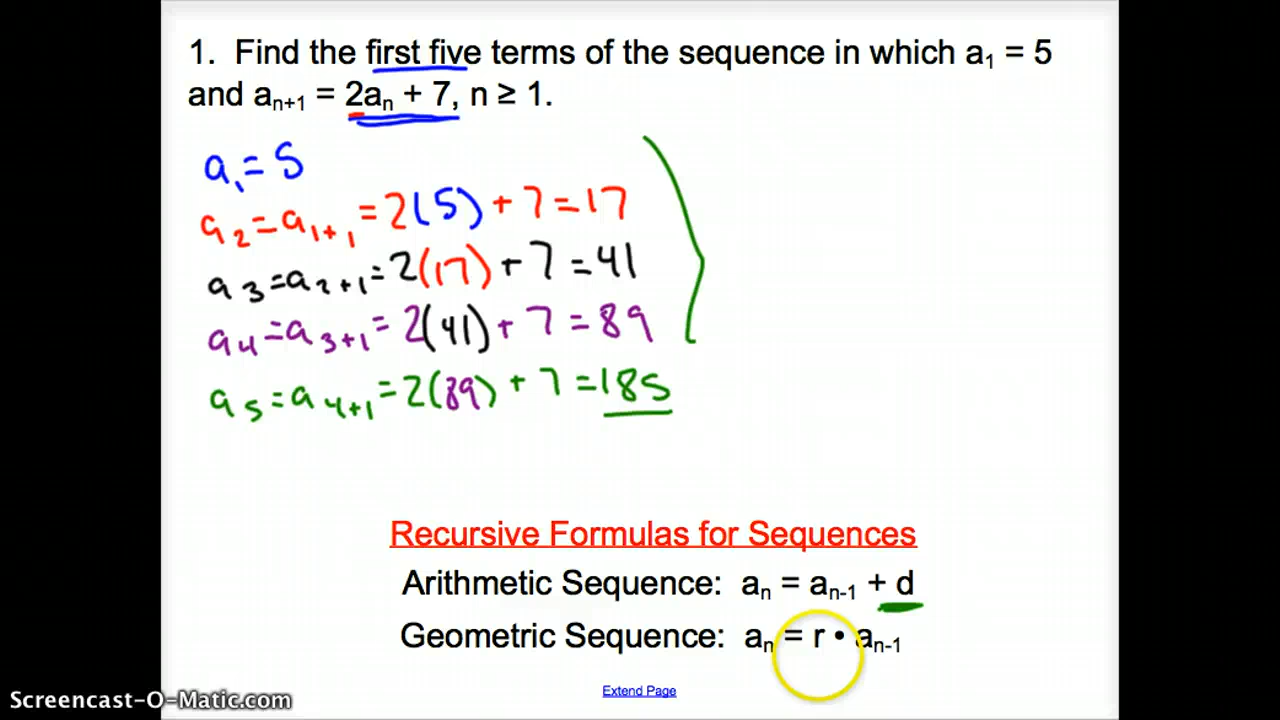 1. Find the first five terms of the sequence in which a₁ = 5
and aₙ₊₁ = 2aₙ + 7, n ≥ 1.
a₁ = 5
a₂ = a₁₊₁ = 2(5) + 7 = 17
a₃ = a₂₊₁ = 2(17) + 7 = 41
a₄ = a₃₊₁ = 2(41) + 7 = 89
a₅ = a₄₊₁ = 2(89) + 7 = 185
Recursive Formulas for Sequences
Arithmetic Sequence: aₙ = aₙ₋₁ + d
Geometric Sequence: aₙ = r • aₙ₋₁
Extend Page
Screencast-O-Matic.com